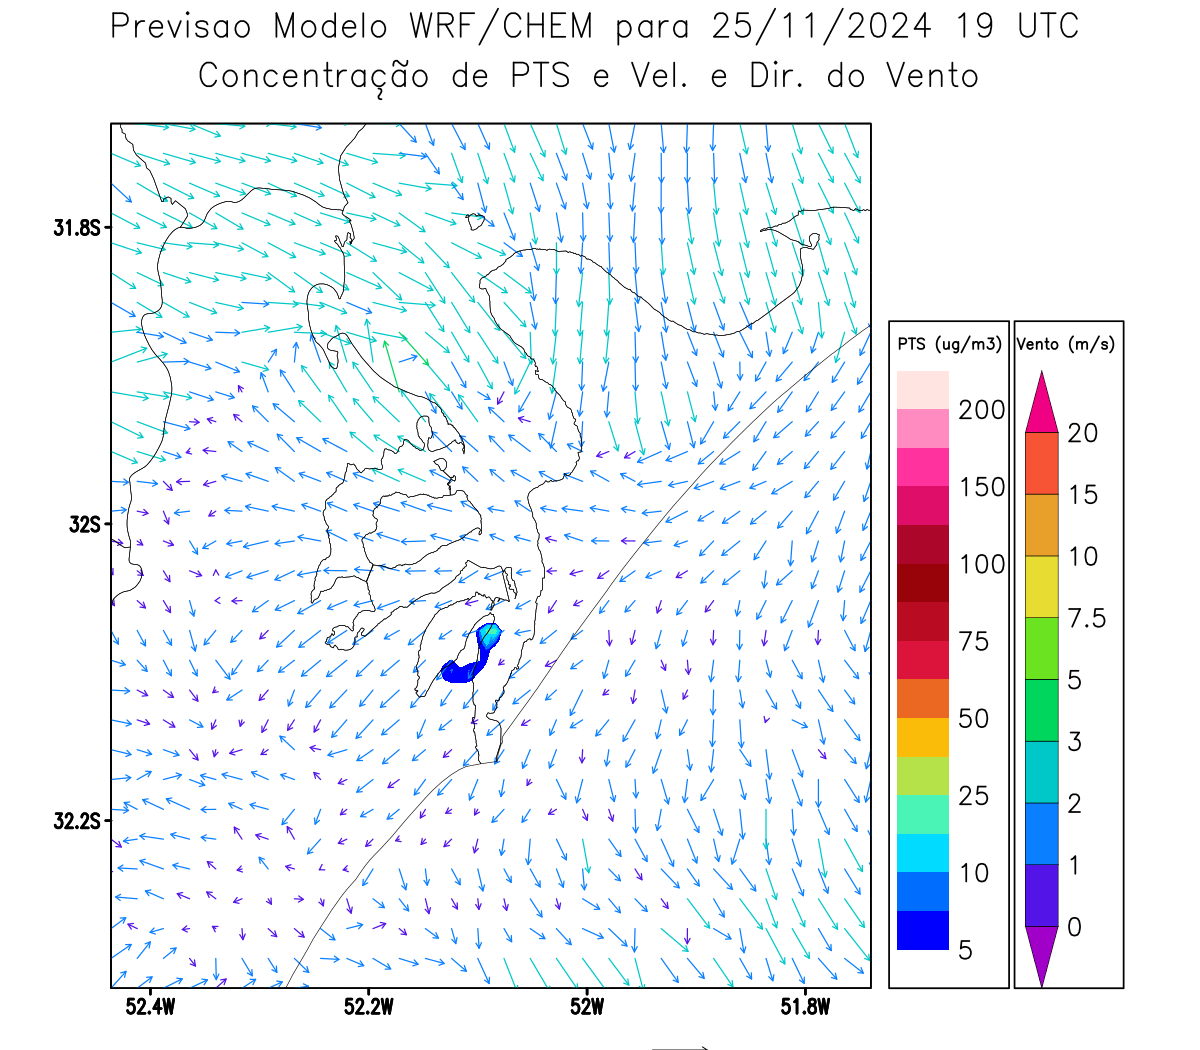 Previsao Modelo WRF/CHEM para 25/11/2024 19 UTC
Concentração de PTS e Vel. e Dir. do Vento
31.8S
32S
32.2S
52.4W 52.2W 52W 51.8W
PTS (ug/m3)
200
150
100
75
50
25
10
5
Vento (m/s)
20
15
10
7.5
5
3
2
1
0